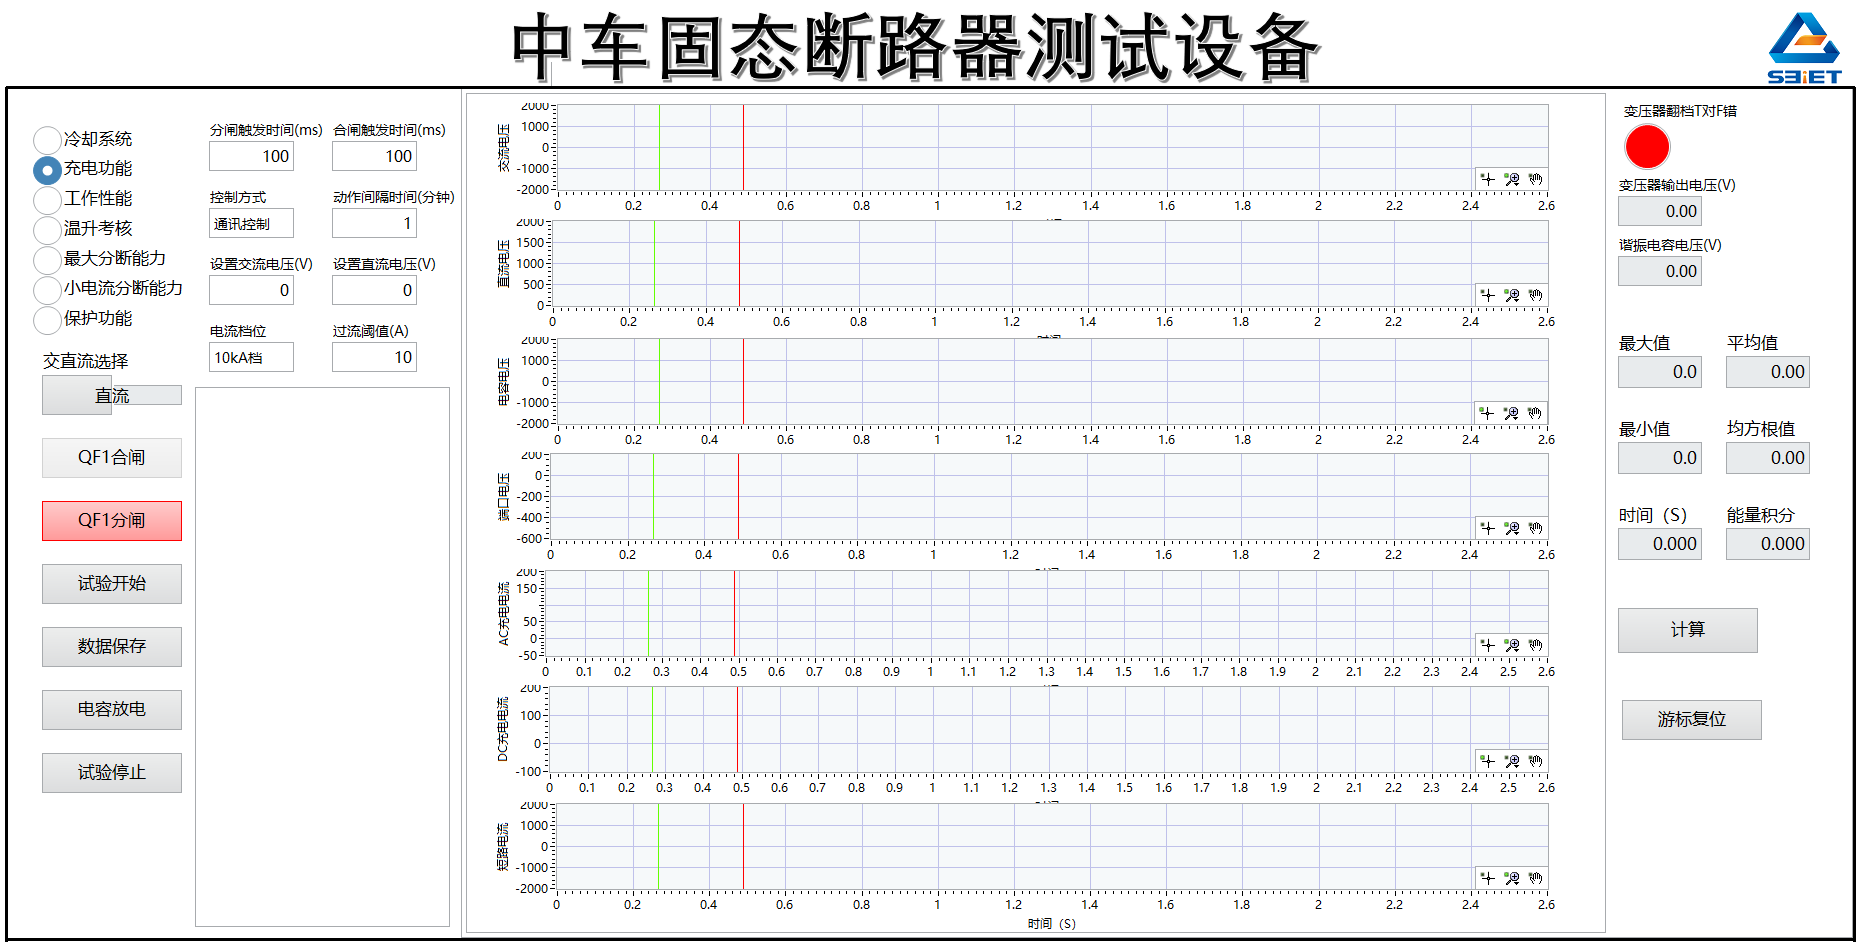 中车固态断路器测试设备
SBiET
冷却系统
充电功能
工作性能
温升考核
最大分断能力
小电流分断能力
保护功能
交直流选择
直流
QF1合闸
QF1分闸
试验开始
数据保存
电容放电
试验停止
分闸触发时间(ms) 合闸触发时间(ms)
100 100
控制方式 动作间隔时间(分钟)
通讯控制 1
设置交流电压(V) 设置直流电压(V)
0 0
电流档位 过流阈值(A)
10kA档 10
交流电压
2000
1000
0
-1000
-2000
0 0.2 0.4 0.6 0.8 1 1.2 1.4 1.6 1.8 2 2.2 2.4 2.6
直流电压
2000
1500
1000
500
0
0 0.2 0.4 0.6 0.8 1 1.2 1.4 1.6 1.8 2 2.2 2.4 2.6
电容电压
2000
1000
0
-1000
-2000
0 0.2 0.4 0.6 0.8 1 1.2 1.4 1.6 1.8 2 2.2 2.4 2.6
端口电压
200
0
-200
-400
-600
0 0.2 0.4 0.6 0.8 1 1.2 1.4 1.6 1.8 2 2.2 2.4 2.6
AC充电电流
200
150
50
0
-50
0 0.1 0.2 0.3 0.4 0.5 0.6 0.7 0.8 0.9 1 1.1 1.2 1.3 1.4 1.5 1.6 1.7 1.8 1.9 2 2.1 2.2 2.3 2.4 2.5 2.6
DC充电电流
200
100
0
-100
0 0.1 0.2 0.3 0.4 0.5 0.6 0.7 0.8 0.9 1 1.1 1.2 1.3 1.4 1.5 1.6 1.7 1.8 1.9 2 2.1 2.2 2.3 2.4 2.5 2.6
短路电流
2000
1000
0
-1000
-2000
0 0.2 0.4 0.6 0.8 1 1.2 1.4 1.6 1.8 2 2.2 2.4 2.6
时间（S）
变压器翻档T对F错
变压器输出电压(V)
0.00
谐振电容电压(V)
0.00
最大值 平均值
0.0 0.00
最小值 均方根值
0.0 0.00
时间（S） 能量积分
0.000 0.000
计算
游标复位